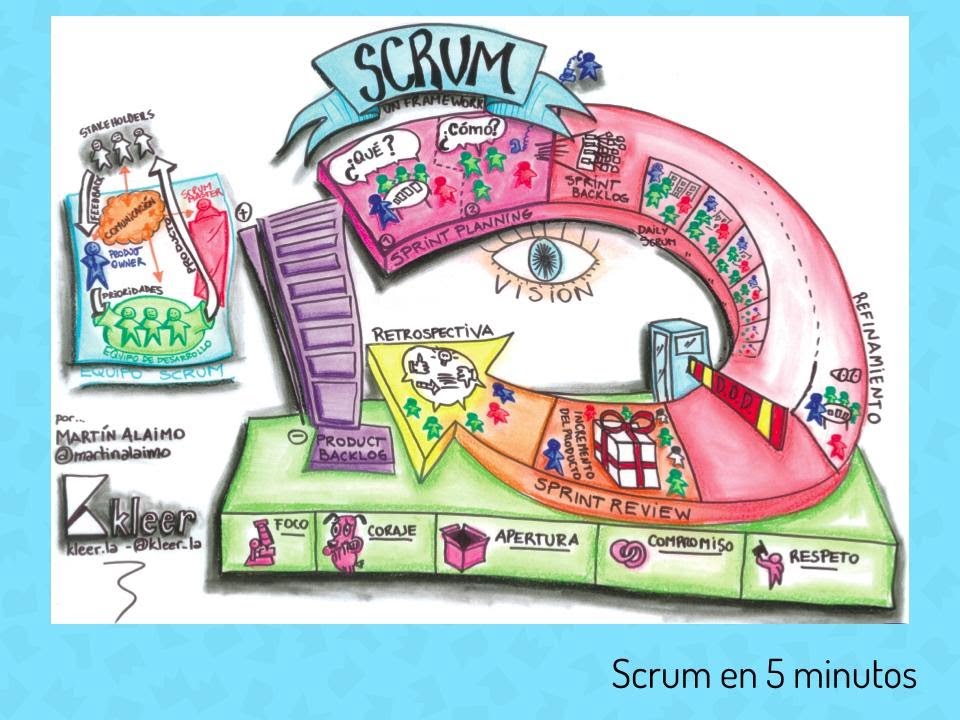 SCRUM
UN FRAMEWORK
STAKEHOLDERS
FEEDBACK
COMUNICACIÓN
SCRUM
MASTER
PRODUCTO
PRODUCT
OWNER
PRIORIDADES
EQUIPO DE DESARROLLO
EQUIPO SCRUM
por...
MARTÍN ALAIMO
@martinalaimo
K kleer
kleer.la - @kleer_la
+
-
PRODUCT
BACKLOG
¿QUÉ?
¿Cómo?
1
2
SPRINT PLANNING
SPRINT
BACKLOG
DAILY
SCRUM
VISION
REFINAMIENTO
D.O.D.
RETROSPECTIVA
INCREMENTO
DEL PRODUCTO
SPRINT REVIEW
FOCO
CORAJE
APERTURA
COMPROMISO
RESPETO
Scrum en 5 minutos